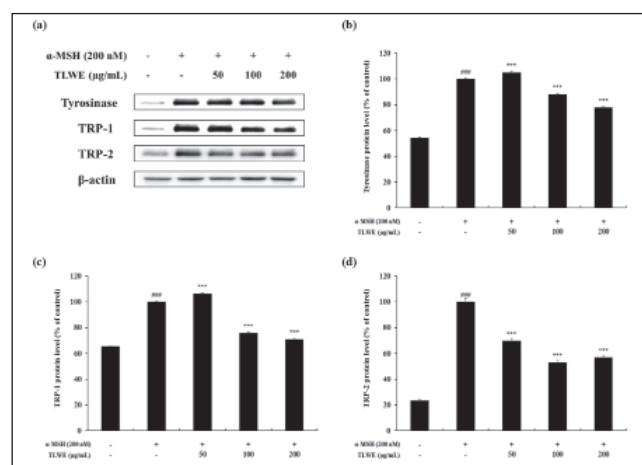 (a)
α-MSH (200 nM) - + + + +
TLWE (μg/mL) - - 50 100 200
Tyrosinase
TRP-1
TRP-2
β-actin
(b)
Tyrosinase protein level (% of control)
120
100
80
60
40
20
0
###
***
***
***
α-MSH (200 nM) - + + + +
TLWE (μg/mL) - - 50 100 200
(c)
TRP-1 protein level (% of control)
120
100
80
60
40
20
0
###
***
***
***
α-MSH (200 nM) - + + + +
TLWE (μg/mL) - - 50 100 200
(d)
TRP-2 protein level (% of control)
120
100
80
60
40
20
0
###
***
***
***
α-MSH (200 nM) - + + + +
TLWE (μg/mL) - - 50 100 200